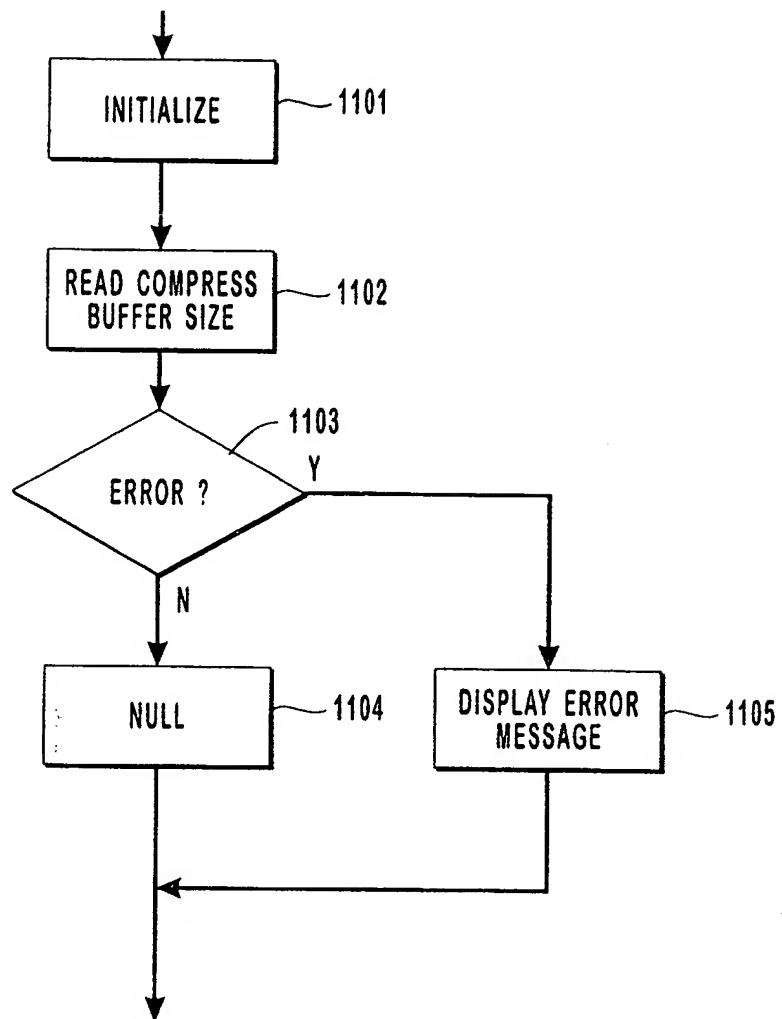 INITIALIZE
1101
READ COMPRESS
BUFFER SIZE
1102
1103
ERROR ?
Y
N
NULL
1104
DISPLAY ERROR
MESSAGE
1105